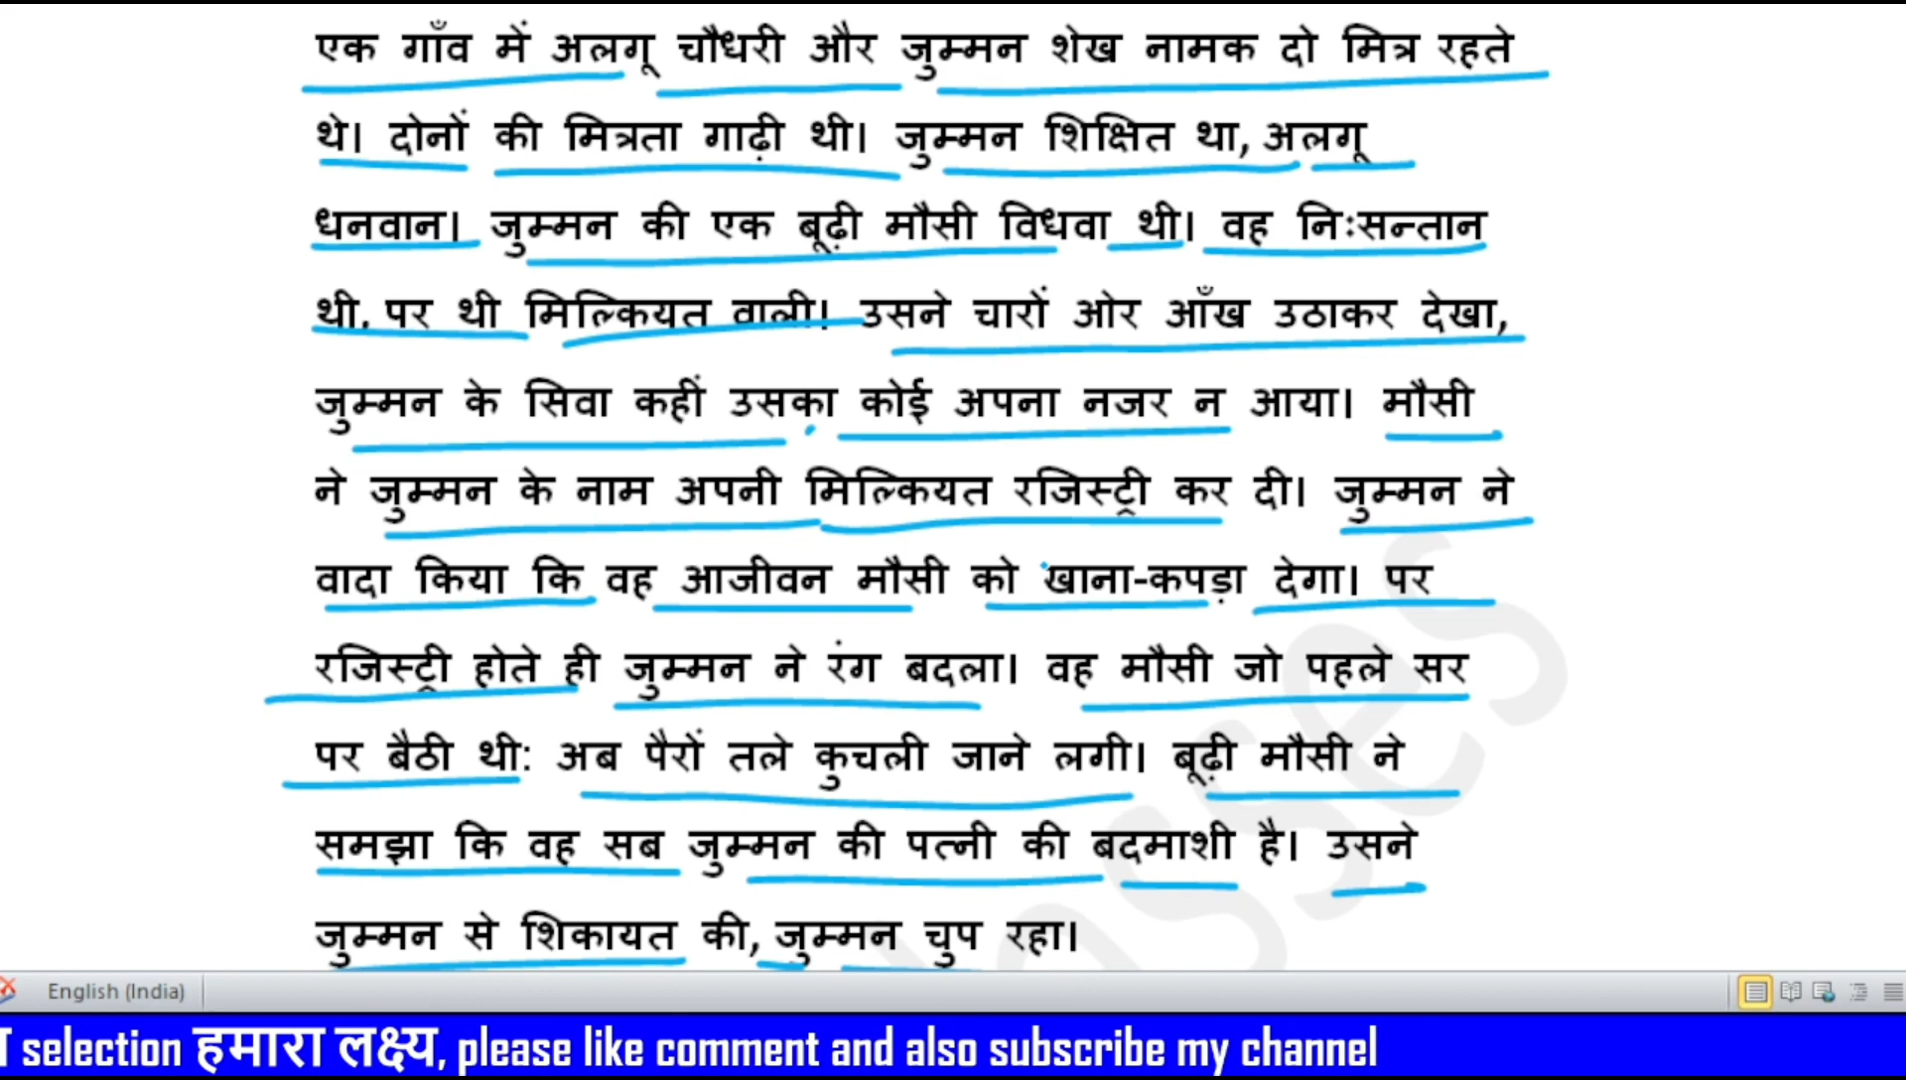 एक गाँव में अलगू चौधरी और जुम्मन शेख नामक दो मित्र रहते
थे। दोनों की मित्रता गाढ़ी थी। जुम्मन शिक्षित था, अलगू
धनवान। जुम्मन की एक बूढ़ी मौसी विधवा थी। वह निःसन्तान
थी, पर थी मिल्कियत वाली। उसने चारों ओर आँख उठाकर देखा,
जुम्मन के सिवा कहीं उसका कोई अपना नजर न आया। मौसी
ने जुम्मन के नाम अपनी मिल्कियत रजिस्ट्री कर दी। जुम्मन ने
वादा किया कि वह आजीवन मौसी को खाना-कपड़ा देगा। पर
रजिस्ट्री होते ही जुम्मन ने रंग बदला। वह मौसी जो पहले सर
पर बैठी थी: अब पैरों तले कुचली जाने लगी। बूढ़ी मौसी ने
समझा कि वह सब जुम्मन की पत्नी की बदमाशी है। उसने
जुम्मन से शिकायत की, जुम्मन चुप रहा।
English (India)
selection हमारा लक्ष्य, please like comment and also subscribe my channel